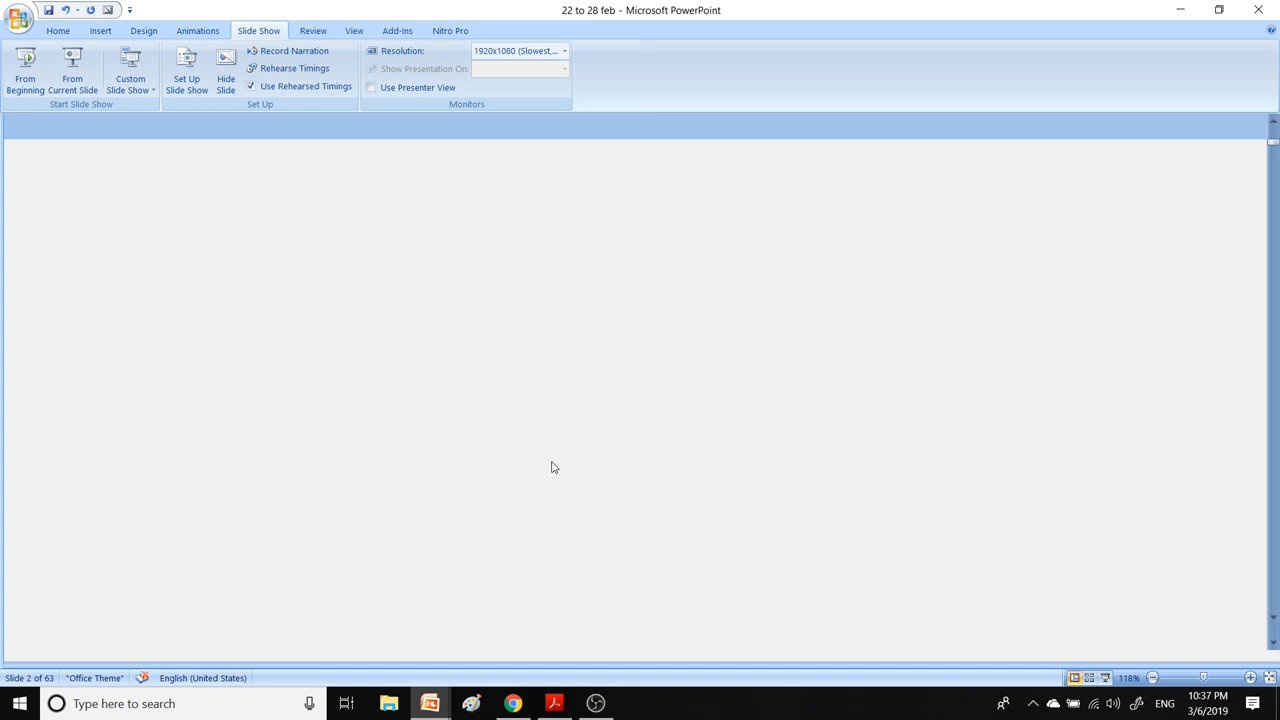 22 to 28 feb - Microsoft PowerPoint
Home Insert Design Animations Slide Show Review View Add-Ins Nitro Pro
From Beginning
From Current Slide
Custom Slide Show
Start Slide Show
Set Up Slide Show
Hide Slide
Record Narration
Rehearse Timings
Use Rehearsed Timings
Set Up
Resolution: 1920x1080 (Slowest,...
Show Presentation On:
Use Presenter View
Monitors
Slide 2 of 63 "Office Theme" English (United States) 118%
Type here to search
ENG
10:37 PM
3/6/2019